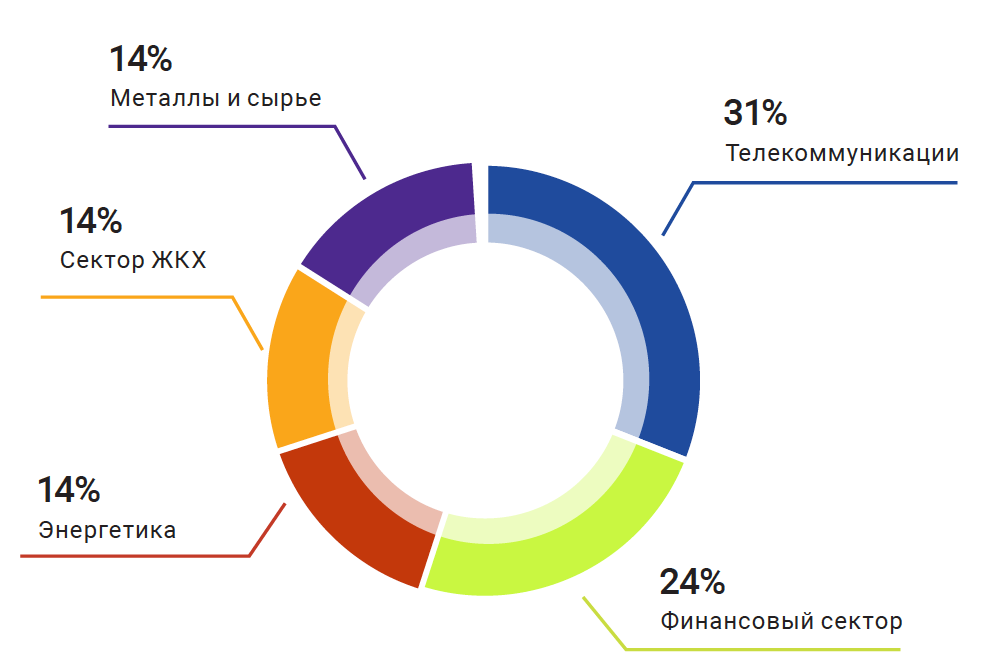 14%
Металлы и сырье
31%
Телекоммуникации
14%
Сектор ЖКХ
14%
Энергетика
24%
Финансовый сектор